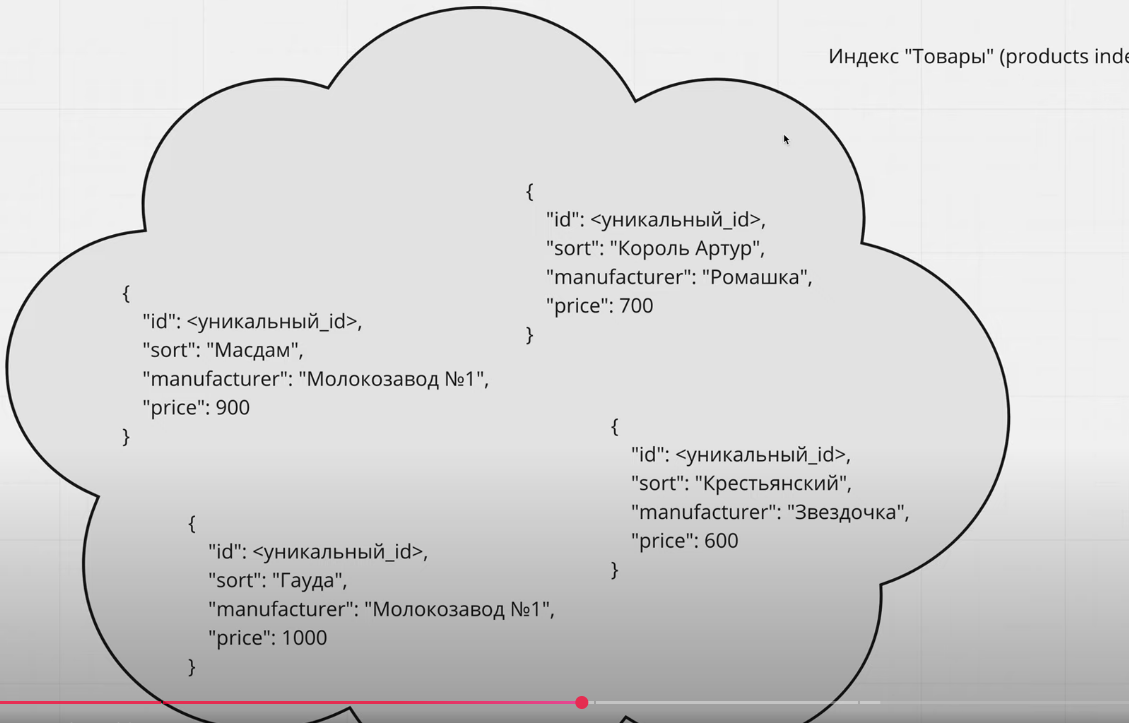 Индекс "Товары" (products inde
{
"id": <уникальный_id>,
"sort": "Король Артур",
"manufacturer": "Ромашка",
"price": 700
}
{
"id": <уникальный_id>,
"sort": "Масдам",
"manufacturer": "Молокозавод №1",
"price": 900
}
{
"id": <уникальный_id>,
"sort": "Крестьянский",
"manufacturer": "Звездочка",
"price": 600
}
{
"id": <уникальный_id>,
"sort": "Гауда",
"manufacturer": "Молокозавод №1",
"price": 1000
}